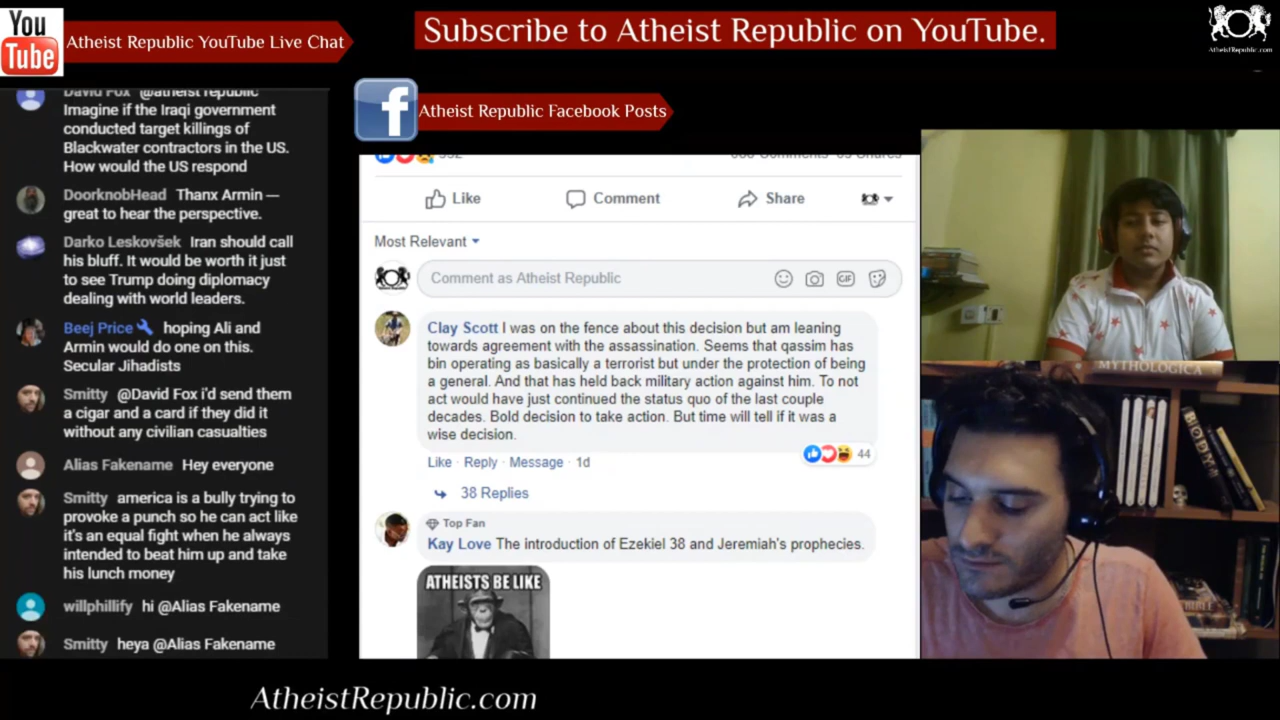 You
Tube
Atheist Republic YouTube Live Chat
Subscribe to Atheist Republic on YouTube.
AtheistRepublic.com
David Fox @atheist republic
Imagine if the Iraqi government
conducted target killings of
Blackwater contractors in the US.
How would the US respond
DoorknobHead Thanx Armin —
great to hear the perspective.
Darko Leskovšek Iran should call
his bluff. It would be worth it just
to see Trump doing diplomacy
dealing with world leaders.
Beej Price hoping Ali and
Armin would do one on this.
Secular Jihadists
Smitty @David Fox i'd send them
a cigar and a card if they did it
without any civilian casualties
Alias Fakename Hey everyone
Smitty america is a bully trying to
provoke a punch so he can act like
it's an equal fight when he always
intended to beat him up and take
his lunch money
willphillify hi @Alias Fakename
Smitty heya @Alias Fakename
f
Atheist Republic Facebook Posts
Comments Shares
Like Comment Share
Most Relevant
Comment as Atheist Republic
GIF
Clay Scott I was on the fence about this decision but am leaning
towards agreement with the assassination. Seems that qassim has
bin operating as basically a terrorist but under the protection of being
a general. And that has held back military action against him. To not
act would have just continued the status quo of the last couple
decades. Bold decision to take action. But time will tell if it was a
wise decision.
44
Like · Reply · Message · 1d
38 Replies
Top Fan
Kay Love The introduction of Ezekiel 38 and Jeremiah's prophecies.
ATHEISTS BE LIKE
MYTHOLOGICA
BIBLE
AtheistRepublic.com